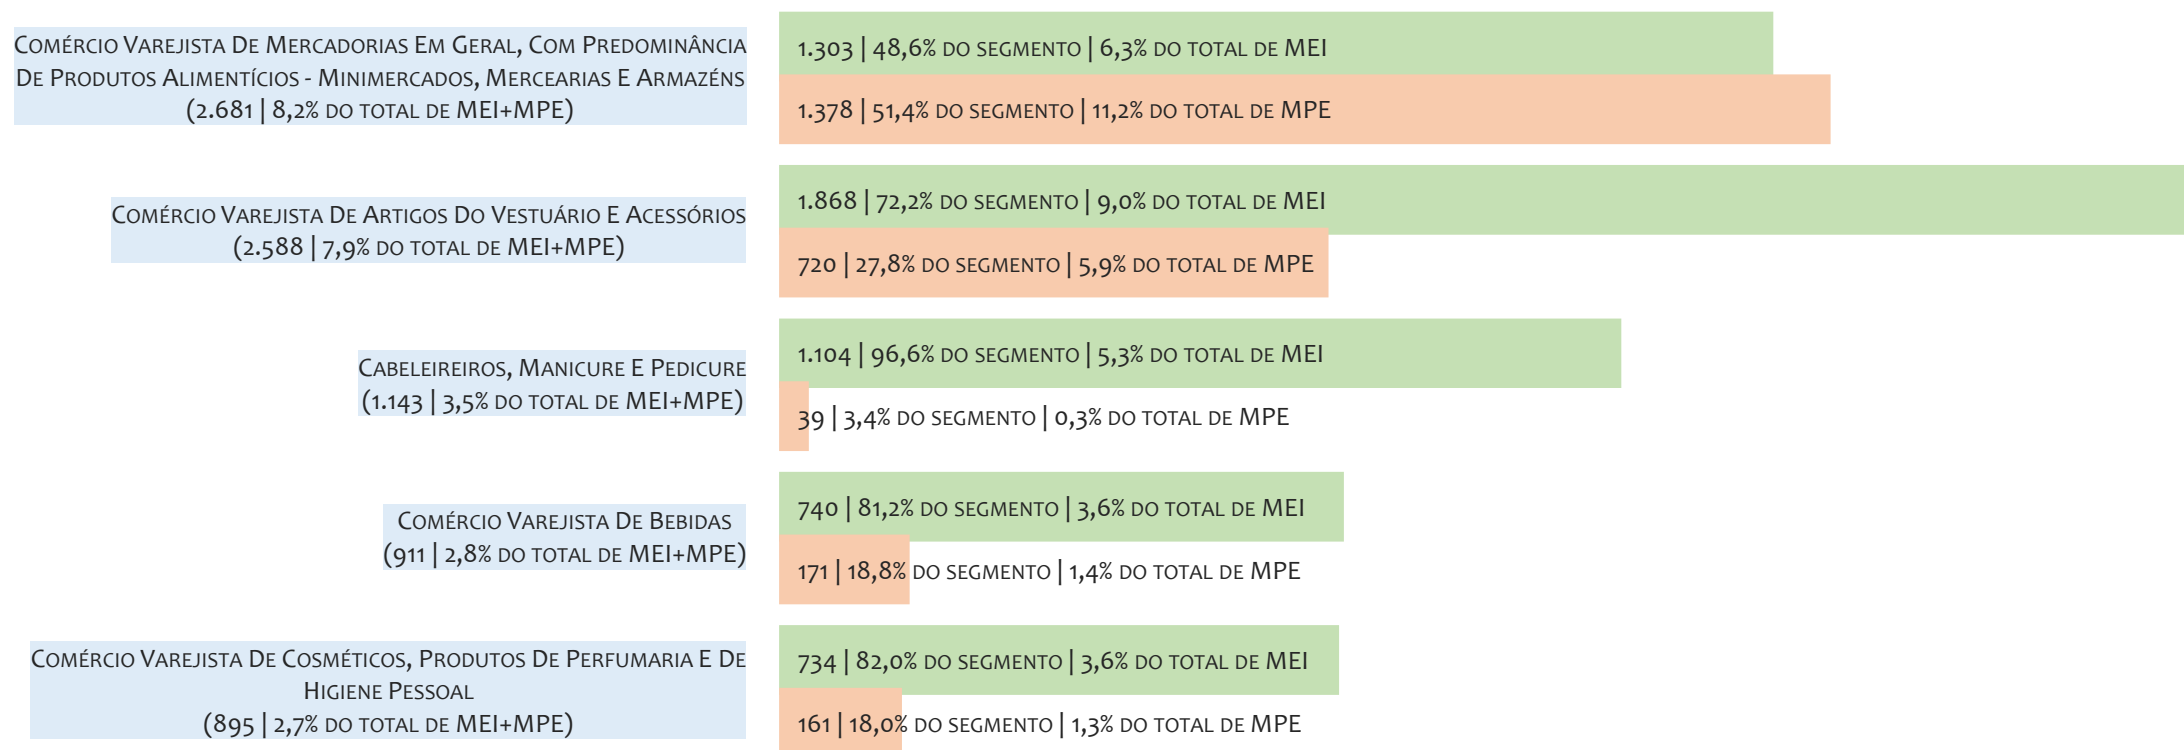 Comércio Varejista De Mercadorias Em Geral, Com Predominância
De Produtos Alimentícios - Minimercados, Mercearias E Armazéns
(2.681 | 8,2% do total de MEI+MPE)
1.303 | 48,6% do segmento | 6,3% do total de MEI
1.378 | 51,4% do segmento | 11,2% do total de MPE
Comércio Varejista De Artigos Do Vestuário E Acessórios
(2.588 | 7,9% do total de MEI+MPE)
1.868 | 72,2% do segmento | 9,0% do total de MEI
720 | 27,8% do segmento | 5,9% do total de MPE
Cabeleireiros, Manicure E Pedicure
(1.143 | 3,5% do total de MEI+MPE)
1.104 | 96,6% do segmento | 5,3% do total de MEI
39 | 3,4% do segmento | 0,3% do total de MPE
Comércio Varejista De Bebidas
(911 | 2,8% do total de MEI+MPE)
740 | 81,2% do segmento | 3,6% do total de MEI
171 | 18,8% do segmento | 1,4% do total de MPE
Comércio Varejista De Cosméticos, Produtos De Perfumaria E De
Higiene Pessoal
(895 | 2,7% do total de MEI+MPE)
734 | 82,0% do segmento | 3,6% do total de MEI
161 | 18,0% do segmento | 1,3% do total de MPE